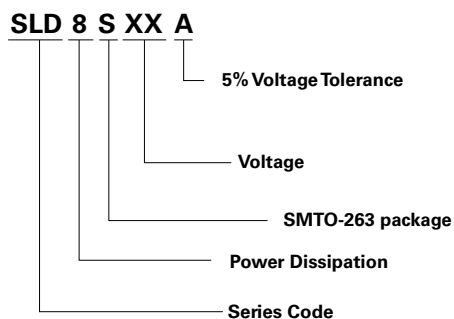 SLD 8 S XX A
5% Voltage Tolerance
Voltage
SMTO-263 package
Power Dissipation
Series Code